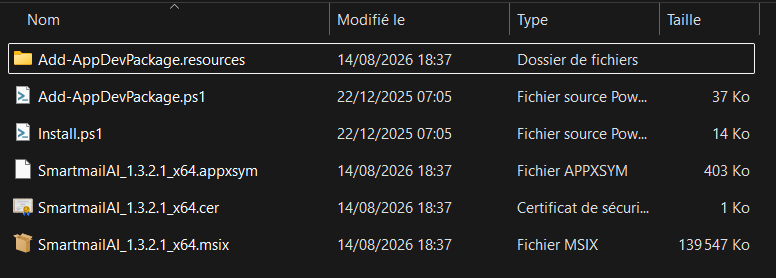 Nom Modifié le Type Taille
Add-AppDevPackage.resources 14/08/2026 18:37 Dossier de fichiers
Add-AppDevPackage.ps1 22/12/2025 07:05 Fichier source Pow... 37 Ko
Install.ps1 22/12/2025 07:05 Fichier source Pow... 14 Ko
SmartmailAI_1.3.2.1_x64.appxsym 14/08/2026 18:37 Fichier APPXSYM 403 Ko
SmartmailAI_1.3.2.1_x64.cer 14/08/2026 18:37 Certificat de sécuri... 1 Ko
SmartmailAI_1.3.2.1_x64.msix 14/08/2026 18:37 Fichier MSIX 139 547 Ko